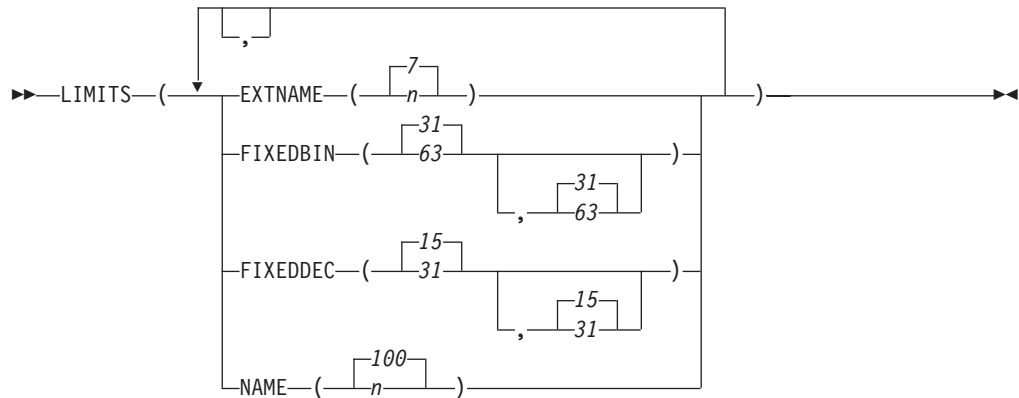 ,
LIMITS ( EXTNAME ( 7 n ) )
FIXEDBIN ( 31 63 , 31 63 )
FIXEDDEC ( 15 31 , 15 31 )
NAME ( 100 n )